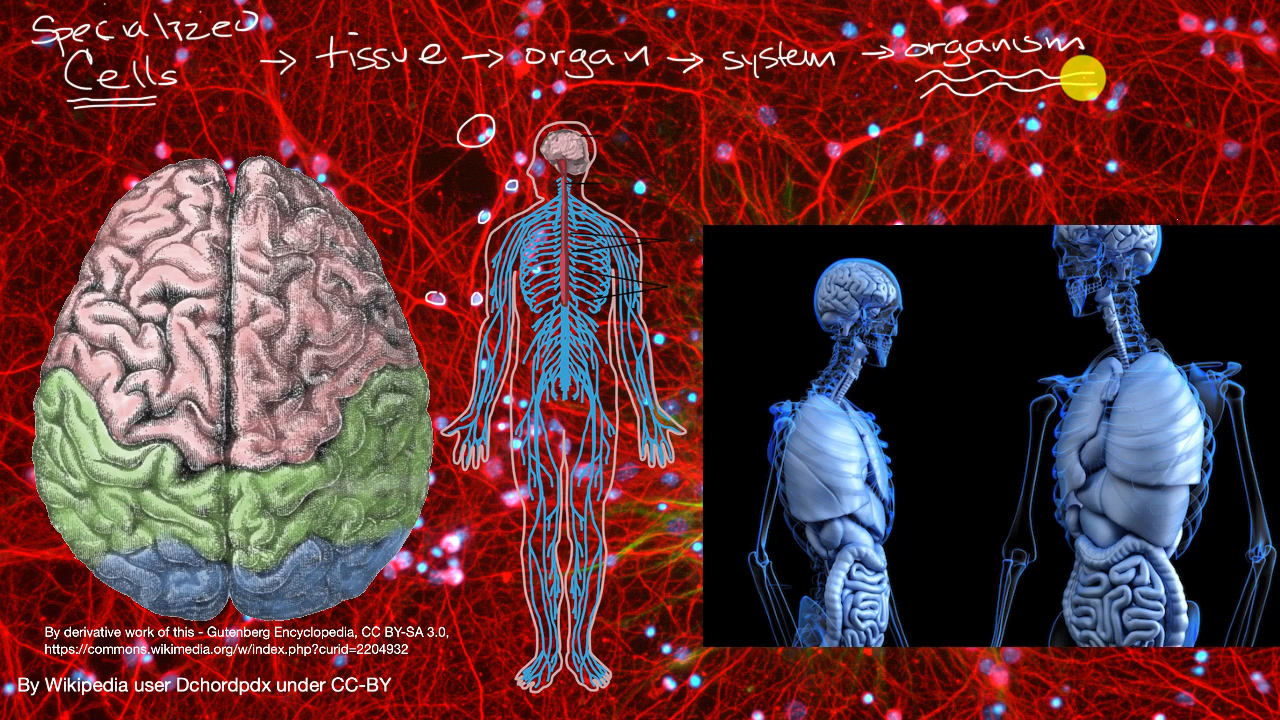 Specialized
Cells → tissue → organ → system → organism
By derivative work of this - Gutenberg Encyclopedia, CC BY-SA 3.0,
https://commons.wikimedia.org/w/index.php?curid=2204932
By Wikipedia user Dchordpdx under CC-BY